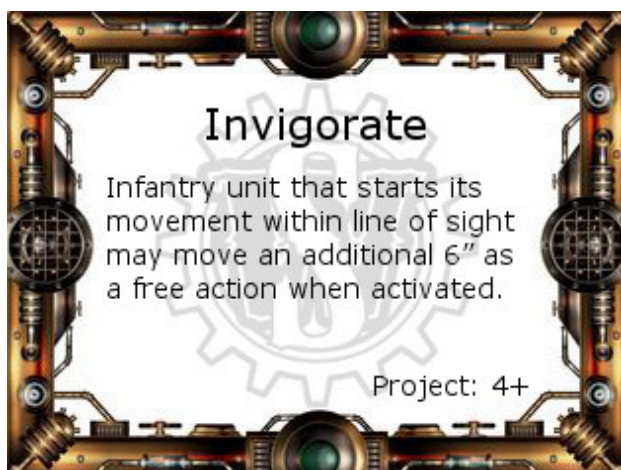 Invigorate
Infantry unit that starts its
movement within line of sight
may move an additional 6” as
a free action when activated.
Project: 4+